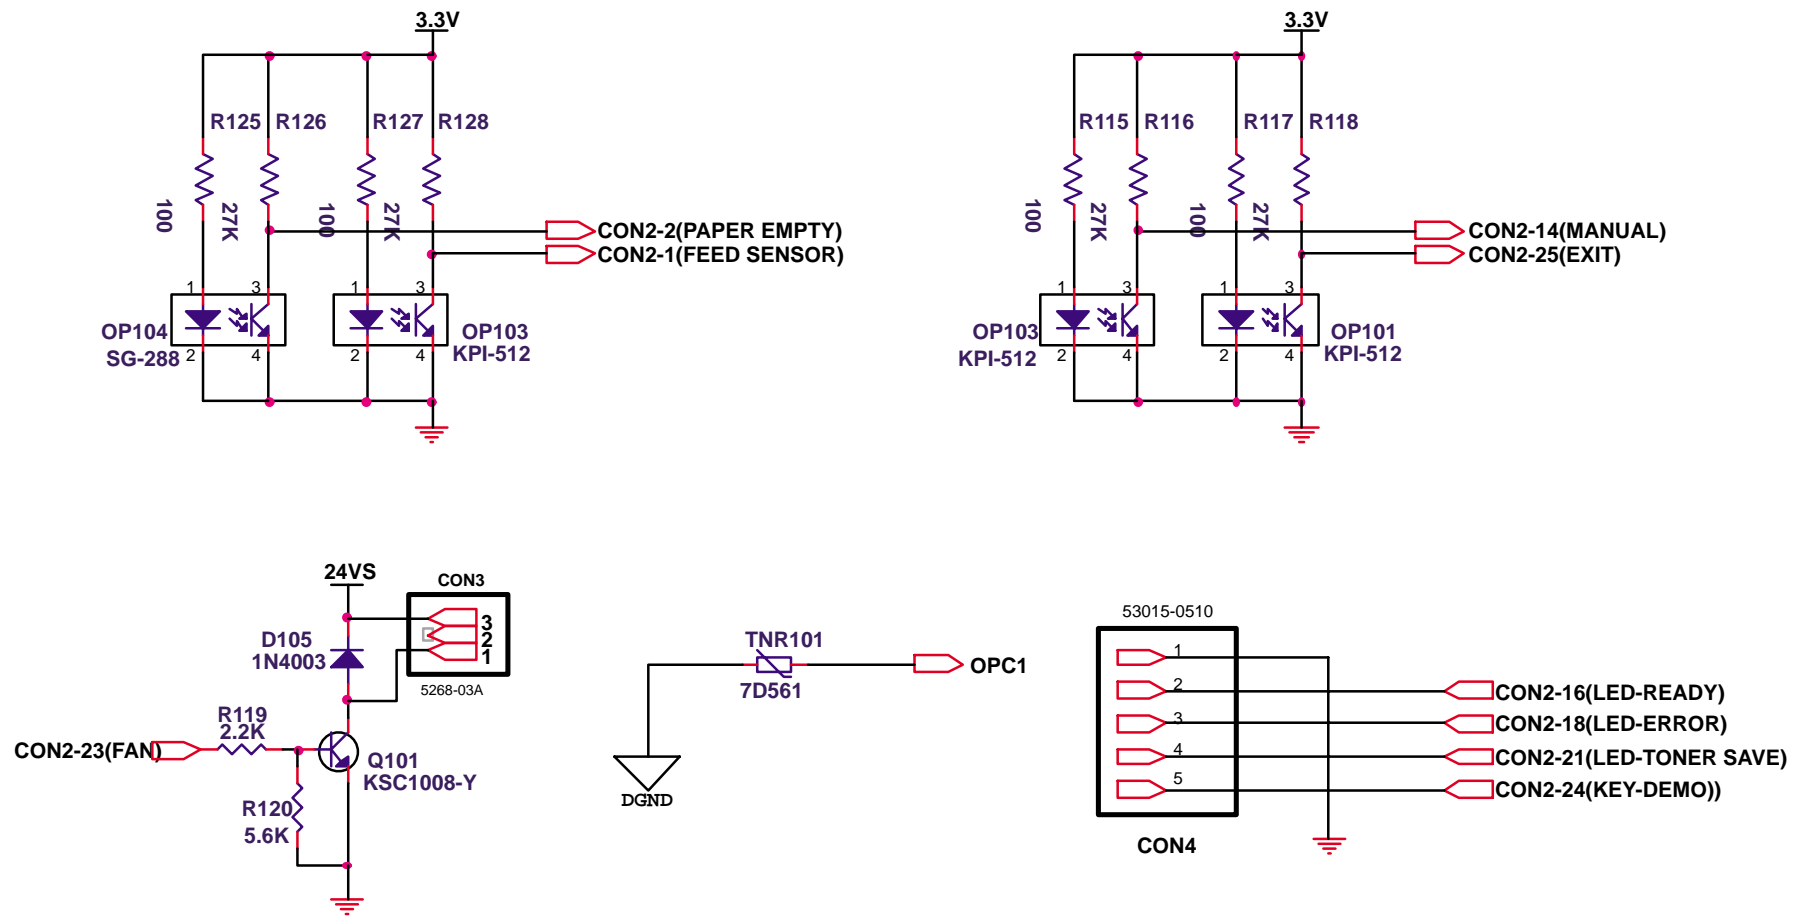 3.3V
R125 R126 R127 R128
100 27K 100 27K
CON2-2(PAPER EMPTY)
CON2-1(FEED SENSOR)
1 3 1 3
OP104
SG-288
OP103
KPI-512
2 4 2 4
3.3V
R115 R116 R117 R118
100 27K 100 27K
CON2-14(MANUAL)
CON2-25(EXIT)
1 3 1 3
OP103
KPI-512
OP101
KPI-512
2 4 2 4
24VS
CON3
3
2
1
5268-03A
D105
1N4003
R119
2.2K
CON2-23(FAN)
Q101
KSC1008-Y
R120
5.6K
TNR101
7D561
OPC1
DGND
53015-0510
1
2
3
4
5
CON2-16(LED-READY)
CON2-18(LED-ERROR)
CON2-21(LED-TONER SAVE)
CON2-24(KEY-DEMO))
CON4